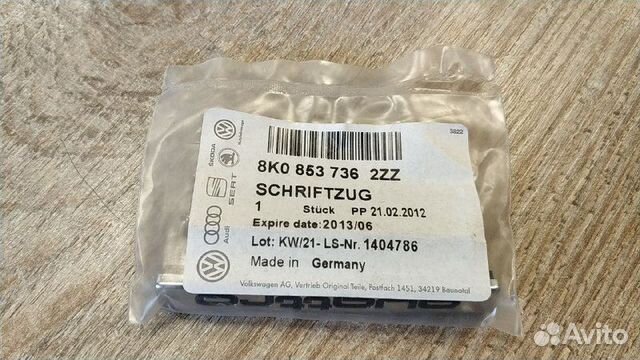 3822
8K0 853 736 2ZZ
SCHRIFTZUG
1 Stück PP 21.02.2012
Expire date: 2013/06
Lot: KW/21- LS-Nr. 1404786
Made in Germany
Volkswagen AG, Vertrieb Original Teile, Postfach 1451, 34219 Baunatal
ŠKODA
SEAT
Audi
Avito